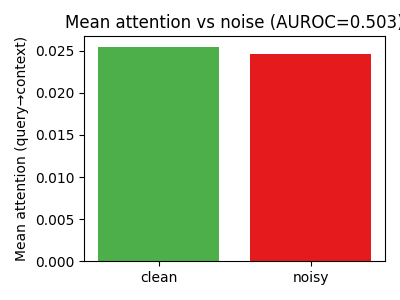 Mean attention vs noise (AUROC=0.503)
Mean attention (query→context)
0.025
0.020
0.015
0.010
0.005
0.000
clean
noisy